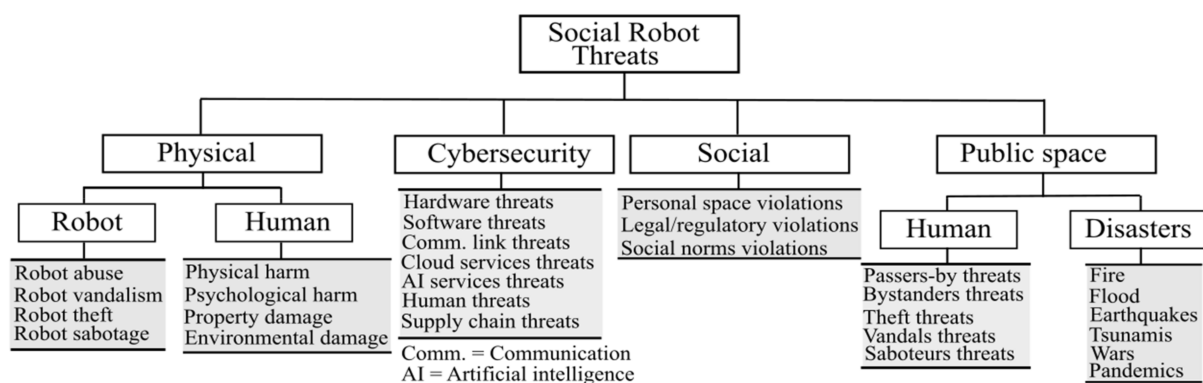 Social Robot
Threats
Physical
Cybersecurity
Social
Public space
Robot
Robot abuse
Robot vandalism
Robot theft
Robot sabotage
Human
Physical harm
Psychological harm
Property damage
Environmental damage
Hardware threats
Software threats
Comm. link threats
Cloud services threats
AI services threats
Human threats
Supply chain threats
Comm. = Communication
AI = Artificial intelligence
Personal space violations
Legal/regulatory violations
Social norms violations
Human
Passers-by threats
Bystanders threats
Theft threats
Vandals threats
Saboteurs threats
Disasters
Fire
Flood
Earthquakes
Tsunamis
Wars
Pandemics